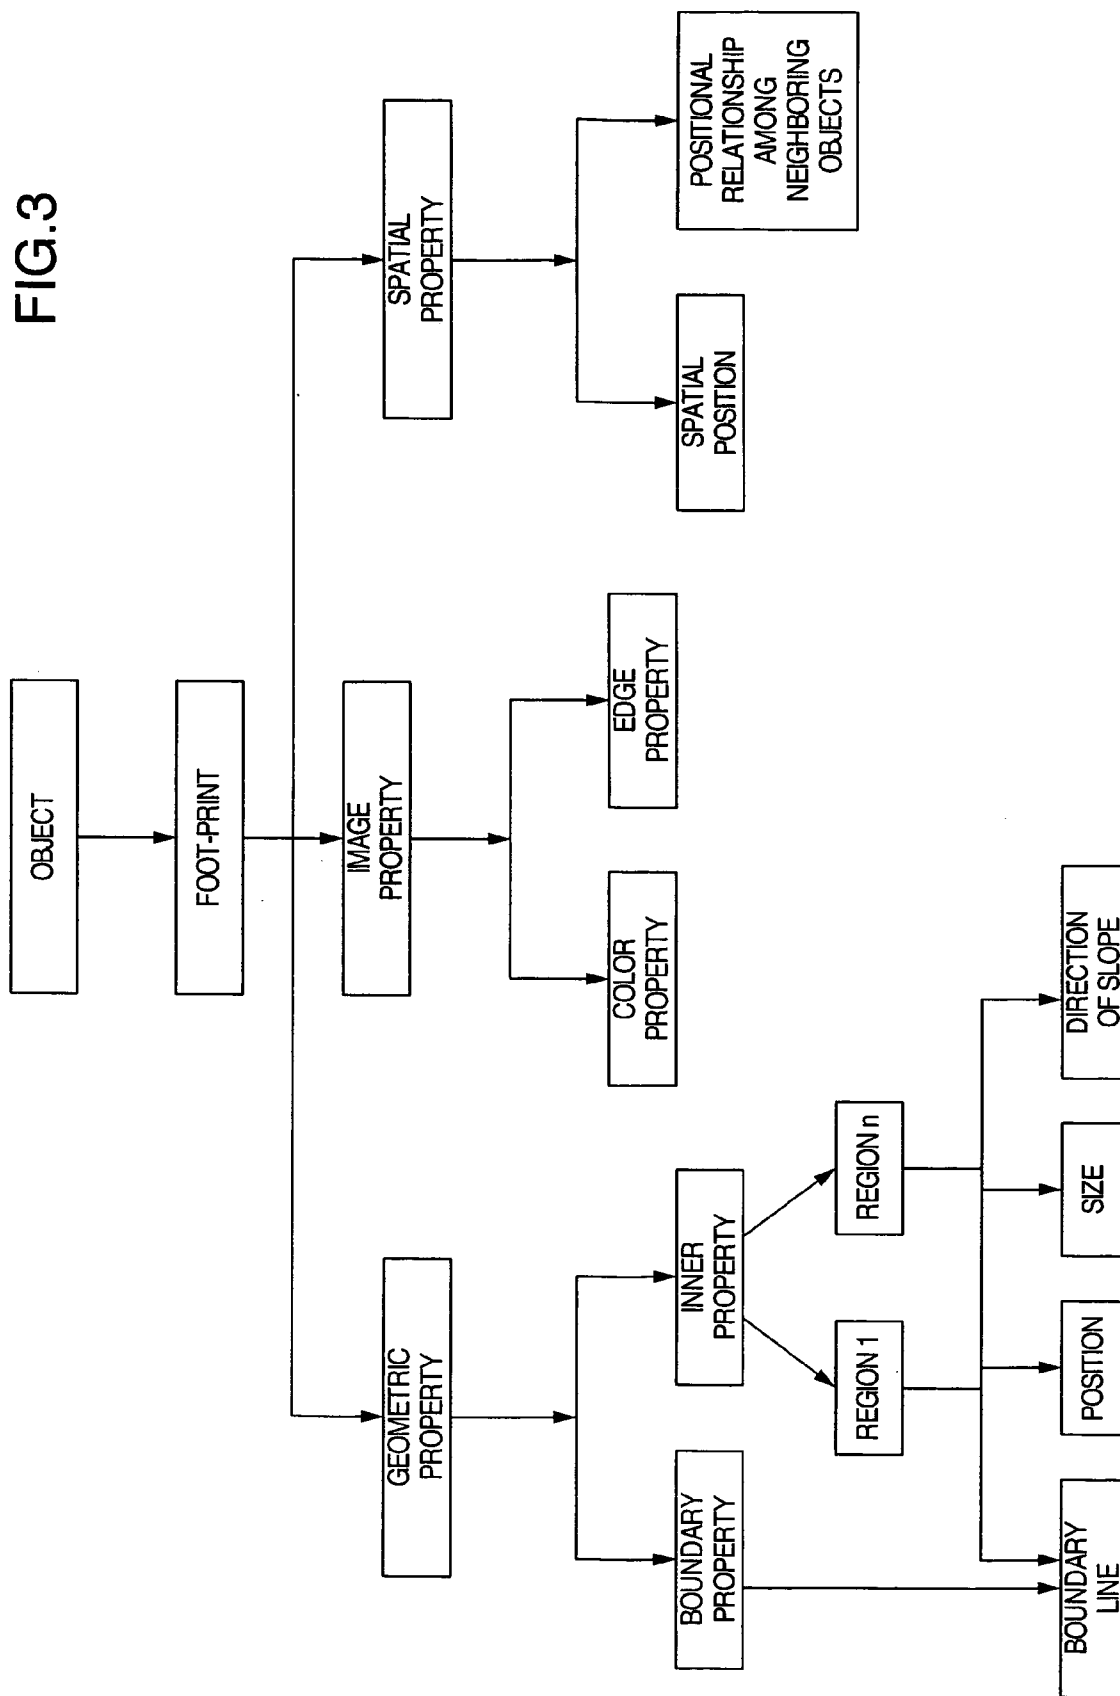 FIG.3
OBJECT
FOOT-PRINT
GEOMETRIC
PROPERTY
IMAGE
PROPERTY
SPATIAL
PROPERTY
COLOR
PROPERTY
EDGE
PROPERTY
BOUNDARY
PROPERTY
INNER
PROPERTY
SPATIAL
POSITION
POSITIONAL
RELATIONSHIP
AMONG
NEIGHBORING
OBJECTS
REGION 1
REGION n
BOUNDARY
LINE
POSITION
SIZE
DIRECTION
OF SLOPE